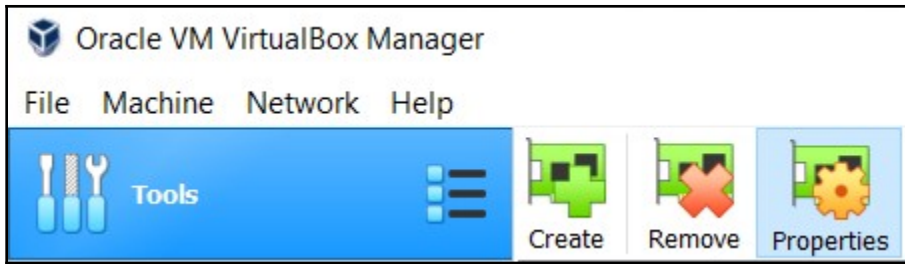 Oracle VM VirtualBox Manager
File Machine Network Help
Tools
Create Remove Properties